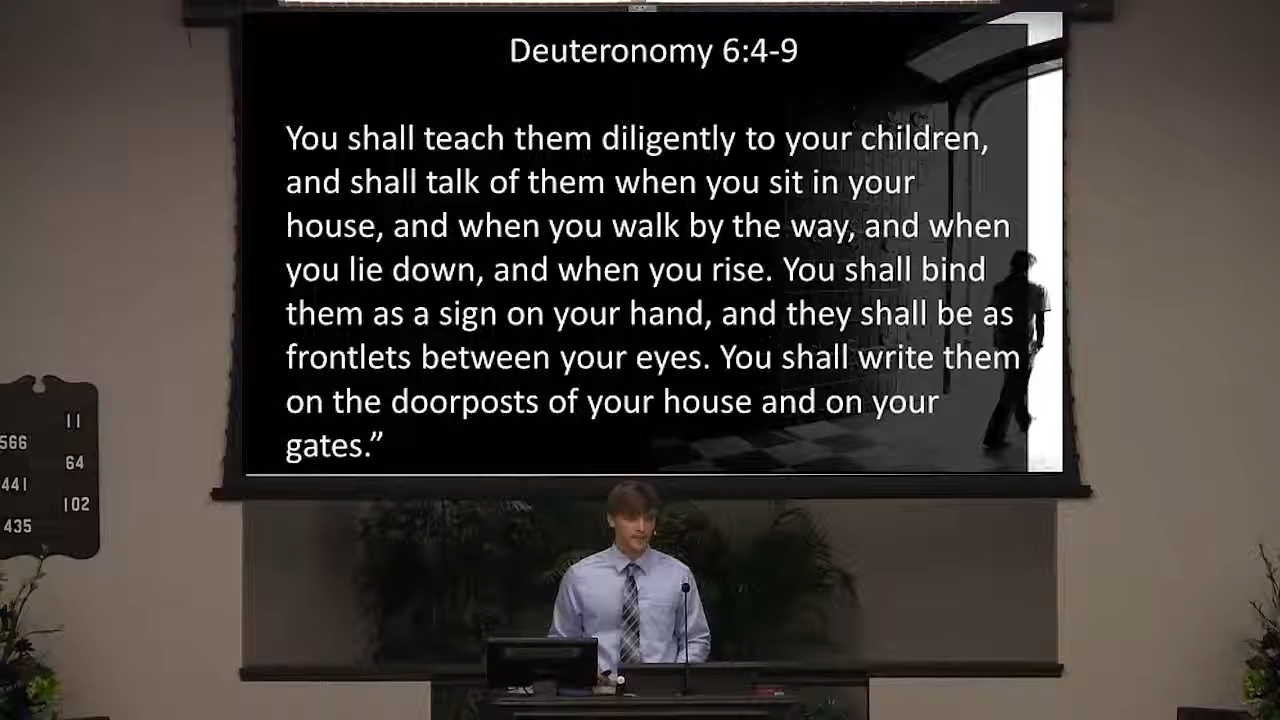 Deuteronomy 6:4-9
You shall teach them diligently to your children,
and shall talk of them when you sit in your
house, and when you walk by the way, and when
you lie down, and when you rise. You shall bind
them as a sign on your hand, and they shall be as
frontlets between your eyes. You shall write them
on the doorposts of your house and on your
gates.”
11
566
64
441
102
435